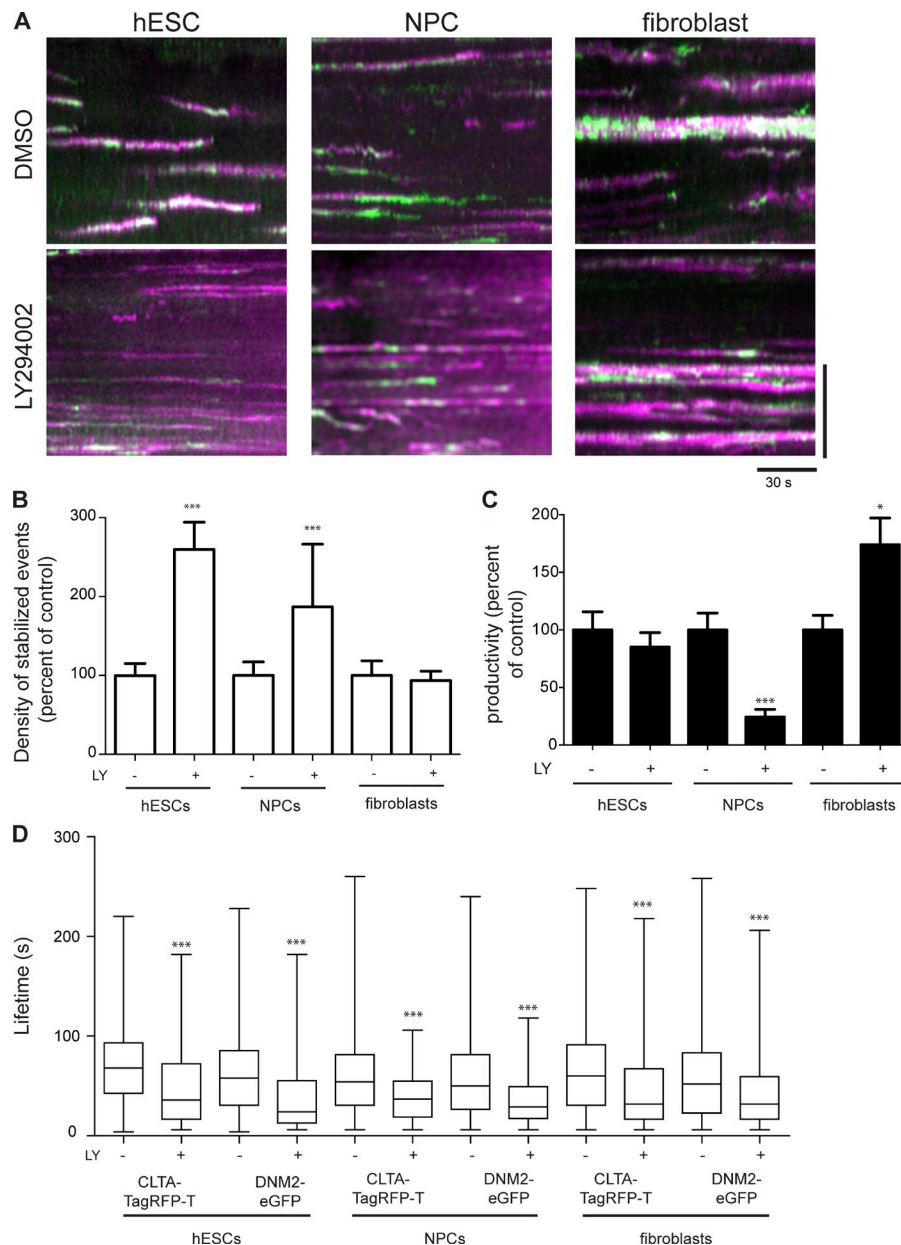 A
hESC
NPC
fibroblast
DMSO
LY294002
30 s
B
Density of stabilized events
(percent of control)
300
200
100
0
***
***
LY
- + - + - +
hESCs NPCs fibroblasts
C
productivity (percent
of control)
200
150
100
50
0
***
*
LY
- + - + - +
hESCs NPCs fibroblasts
D
Lifetime (s)
300
200
100
0
*** *** *** *** *** ***
LY - + - + - + - + - + - +
CLTA- DNM2- CLTA- DNM2- CLTA- DNM2-
TagRFP-T eGFP TagRFP-T eGFP TagRFP-T eGFP
hESCs NPCs fibroblasts